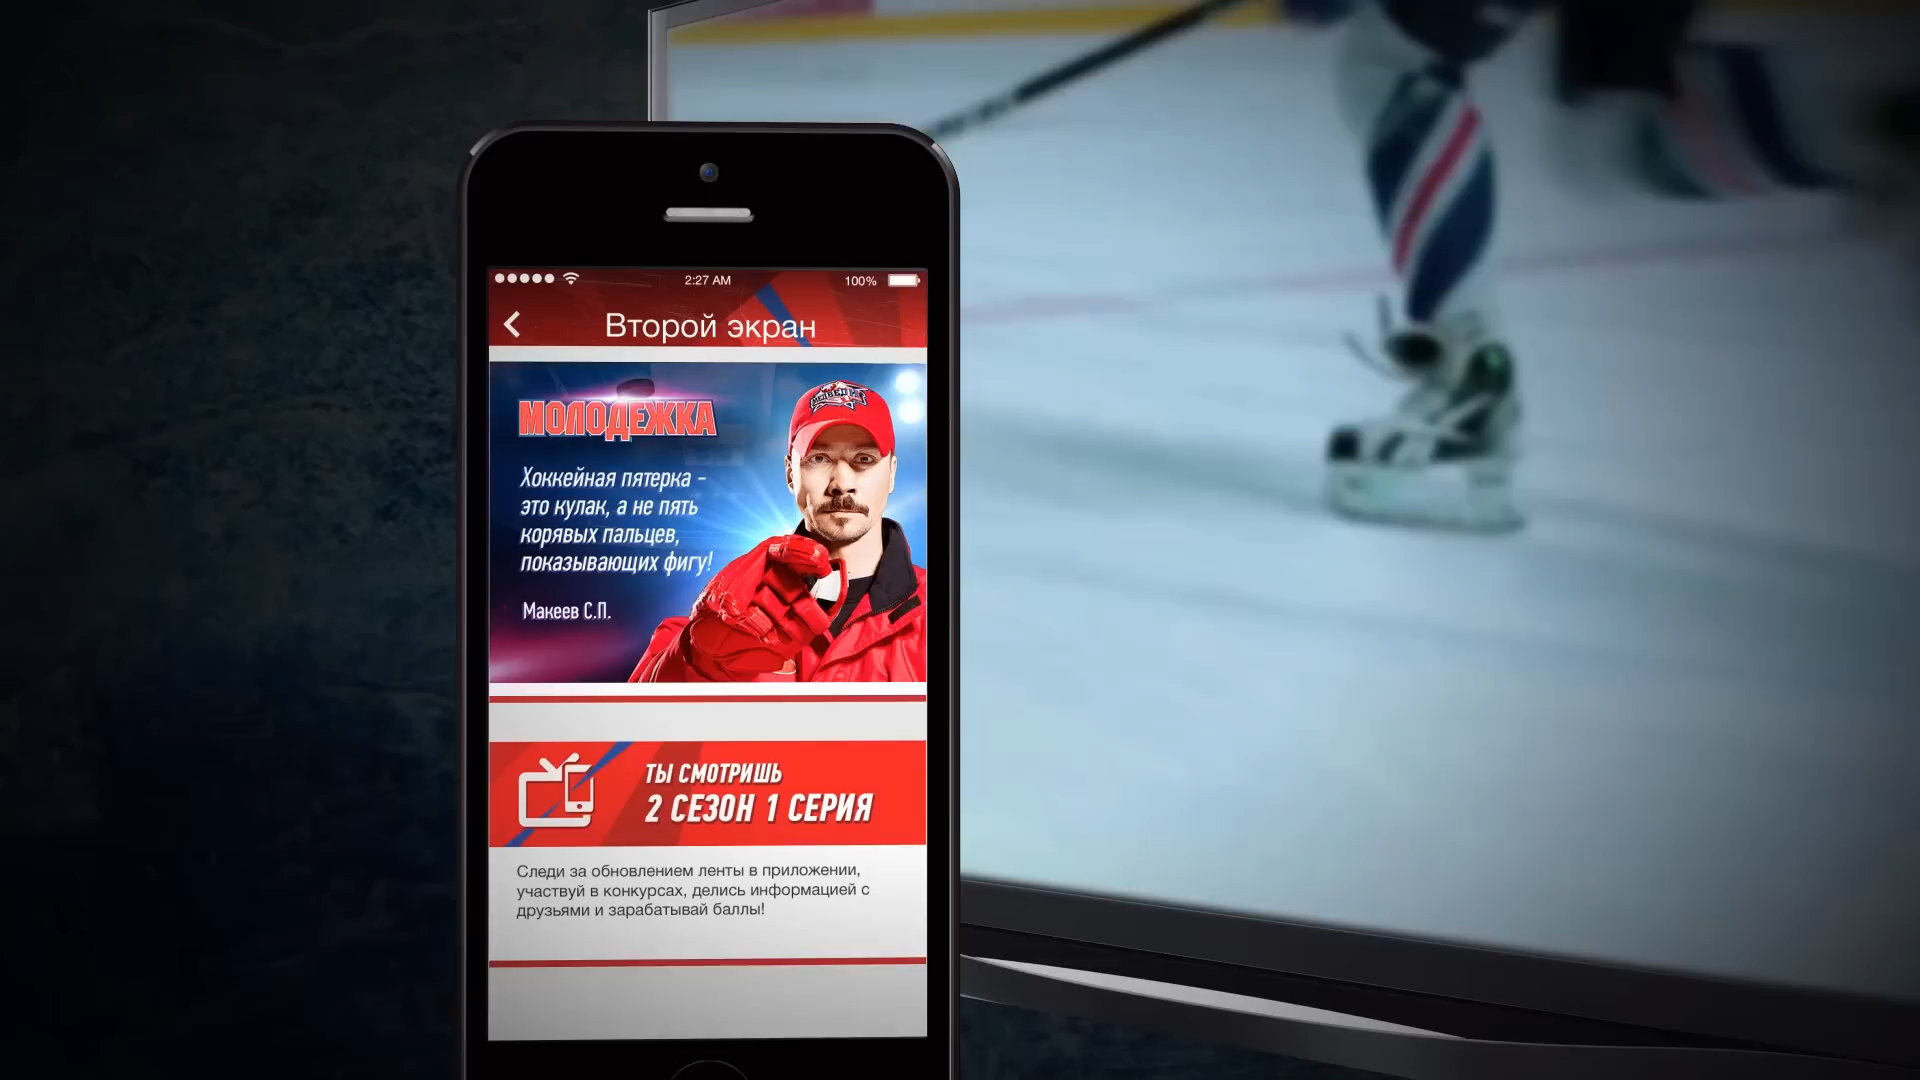 2:27 AM 100%
Второй экран
МЕДВЕДИ
МОЛОДЕЖКА
Хоккейная пятерка –
это кулак, а не пять
корявых пальцев,
показывающих фигу!
Макеев С.П.
ТЫ СМОТРИШЬ
2 СЕЗОН 1 СЕРИЯ
Следи за обновлением ленты в приложении,
участвуй в конкурсах, делись информацией с
друзьями и зарабатывай баллы!